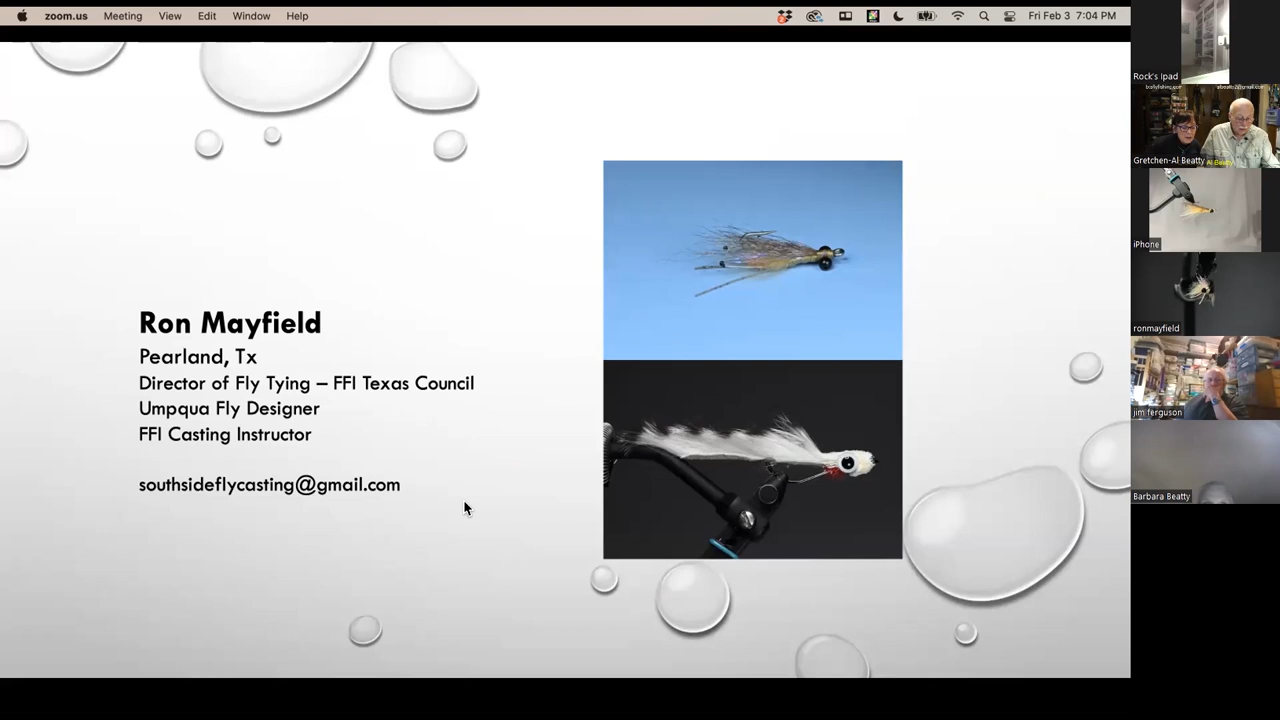 zoom.us Meeting View Edit Window Help Fri Feb 3 7:04 PM
Ron Mayfield
Pearland, Tx
Director of Fly Tying – FFI Texas Council
Umpqua Fly Designer
FFI Casting Instructor
southsideflycasting@gmail.com
Rock's Ipad
Gretchen-Al Beatty
Al Beatty
iPhone
ronmayfield
jim ferguson
Barbara Beatty